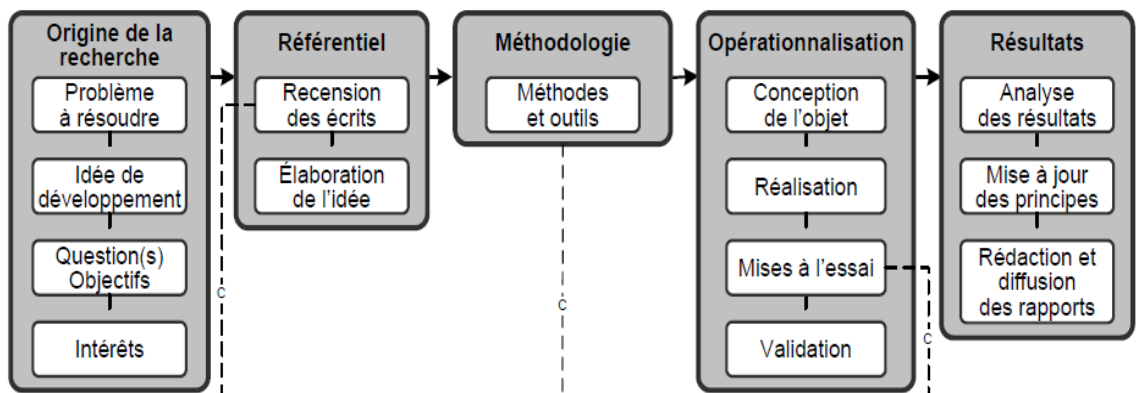 Origine de la
recherche
Problème
à résoudre
Idée de
développement
Question(s)
Objectifs
Intérêts
Référentiel
Recension
des écrits
Élaboration
de l'idée
c
Méthodologie
Méthodes
et outils
c
Opérationnalisation
Conception
de l'objet
Réalisation
Mises à l'essai
Validation
c
Résultats
Analyse
des résultats
Mise à jour
des principes
Rédaction et
diffusion
des rapports